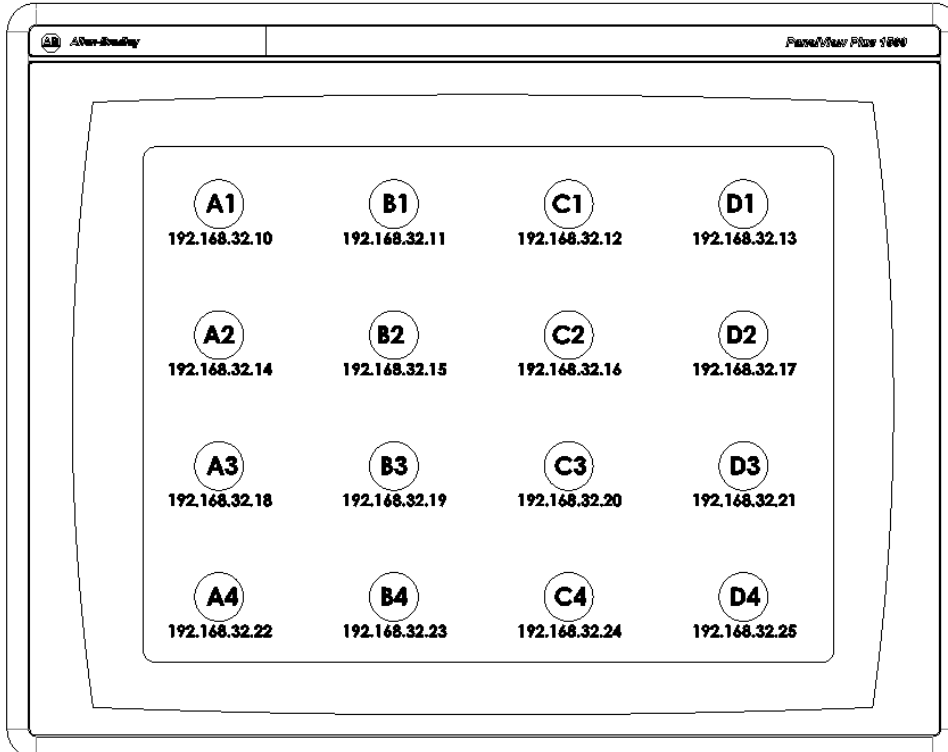 AB Allen-Bradley PanelView Plus 1500
A1 B1 C1 D1
192.168.32.10 192.168.32.11 192.168.32.12 192.168.32.13
A2 B2 C2 D2
192.168.32.14 192.168.32.15 192.168.32.16 192.168.32.17
A3 B3 C3 D3
192.168.32.18 192.168.32.19 192.168.32.20 192.168.32.21
A4 B4 C4 D4
192.168.32.22 192.168.32.23 192.168.32.24 192.168.32.25